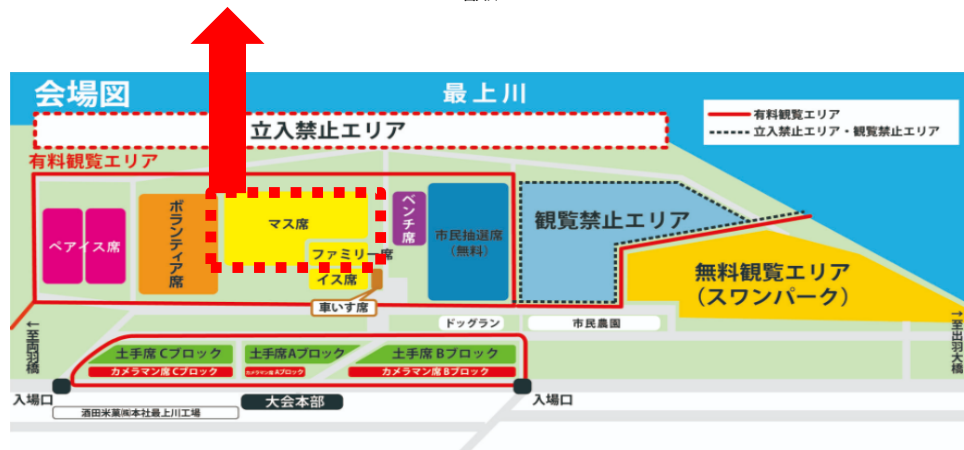 会場図
最上川
有料観覧エリア
立入禁止エリア・観覧禁止エリア
立入禁止エリア
有料観覧エリア
ペアイス席
ボランティア席
マス席
ファミリー席
イス席
車いす席
ベンチ席
市民抽選席
(無料)
観覧禁止エリア
無料観覧エリア
(スワンパーク)
ドッグラン
市民農園
←至両羽橋
→至出羽大橋
土手席 Cブロック
土手席Aブロック
土手席 Bブロック
カメラマン席 Cブロック
カメラマン席 Aブロック
カメラマン席 Bブロック
入場口
大会本部
入場口
酒田米菓㈱本社最上川工場